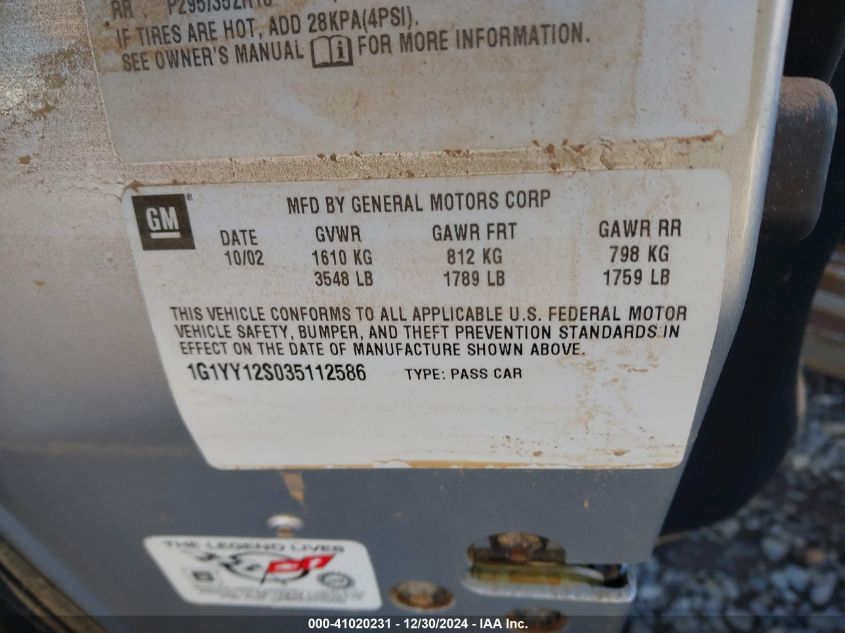 RR P295/35ZR18
IF TIRES ARE HOT, ADD 28KPA(4PSI).
SEE OWNER'S MANUAL FOR MORE INFORMATION.
GM ®
MFD BY GENERAL MOTORS CORP
DATE GVWR GAWR FRT GAWR RR
10/02 1610 KG 812 KG 798 KG
3548 LB 1789 LB 1759 LB
THIS VEHICLE CONFORMS TO ALL APPLICABLE U.S. FEDERAL MOTOR
VEHICLE SAFETY, BUMPER, AND THEFT PREVENTION STANDARDS IN
EFFECT ON THE DATE OF MANUFACTURE SHOWN ABOVE.
1G1YY12S035112586 TYPE: PASS CAR
THE LEGEND LIVES
000-41020231 - 12/30/2024 - IAA Inc.